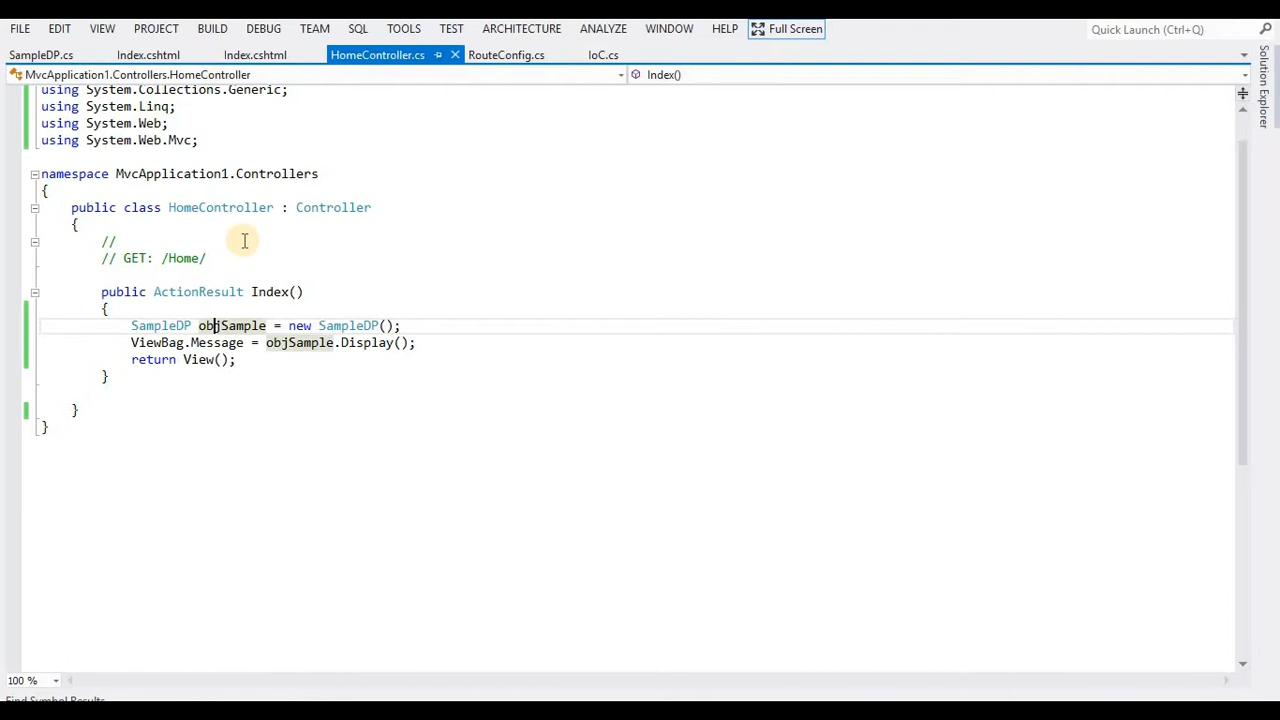 FILE EDIT VIEW PROJECT BUILD DEBUG TEAM SQL TOOLS TEST ARCHITECTURE ANALYZE WINDOW HELP Full Screen Quick Launch (Ctrl+Q)
SampleDP.cs Index.cshtml Index.cshtml HomeController.cs RouteConfig.cs IoC.cs
MvcApplication1.Controllers.HomeController Index()
using System.Collections.Generic;
using System.Linq;
using System.Web;
using System.Web.Mvc;
namespace MvcApplication1.Controllers
{
public class HomeController : Controller
{
//
// GET: /Home/
public ActionResult Index()
{
SampleDP objSample = new SampleDP();
ViewBag.Message = objSample.Display();
return View();
}
}
}
100 %
Find Symbol Results
Solution Explorer